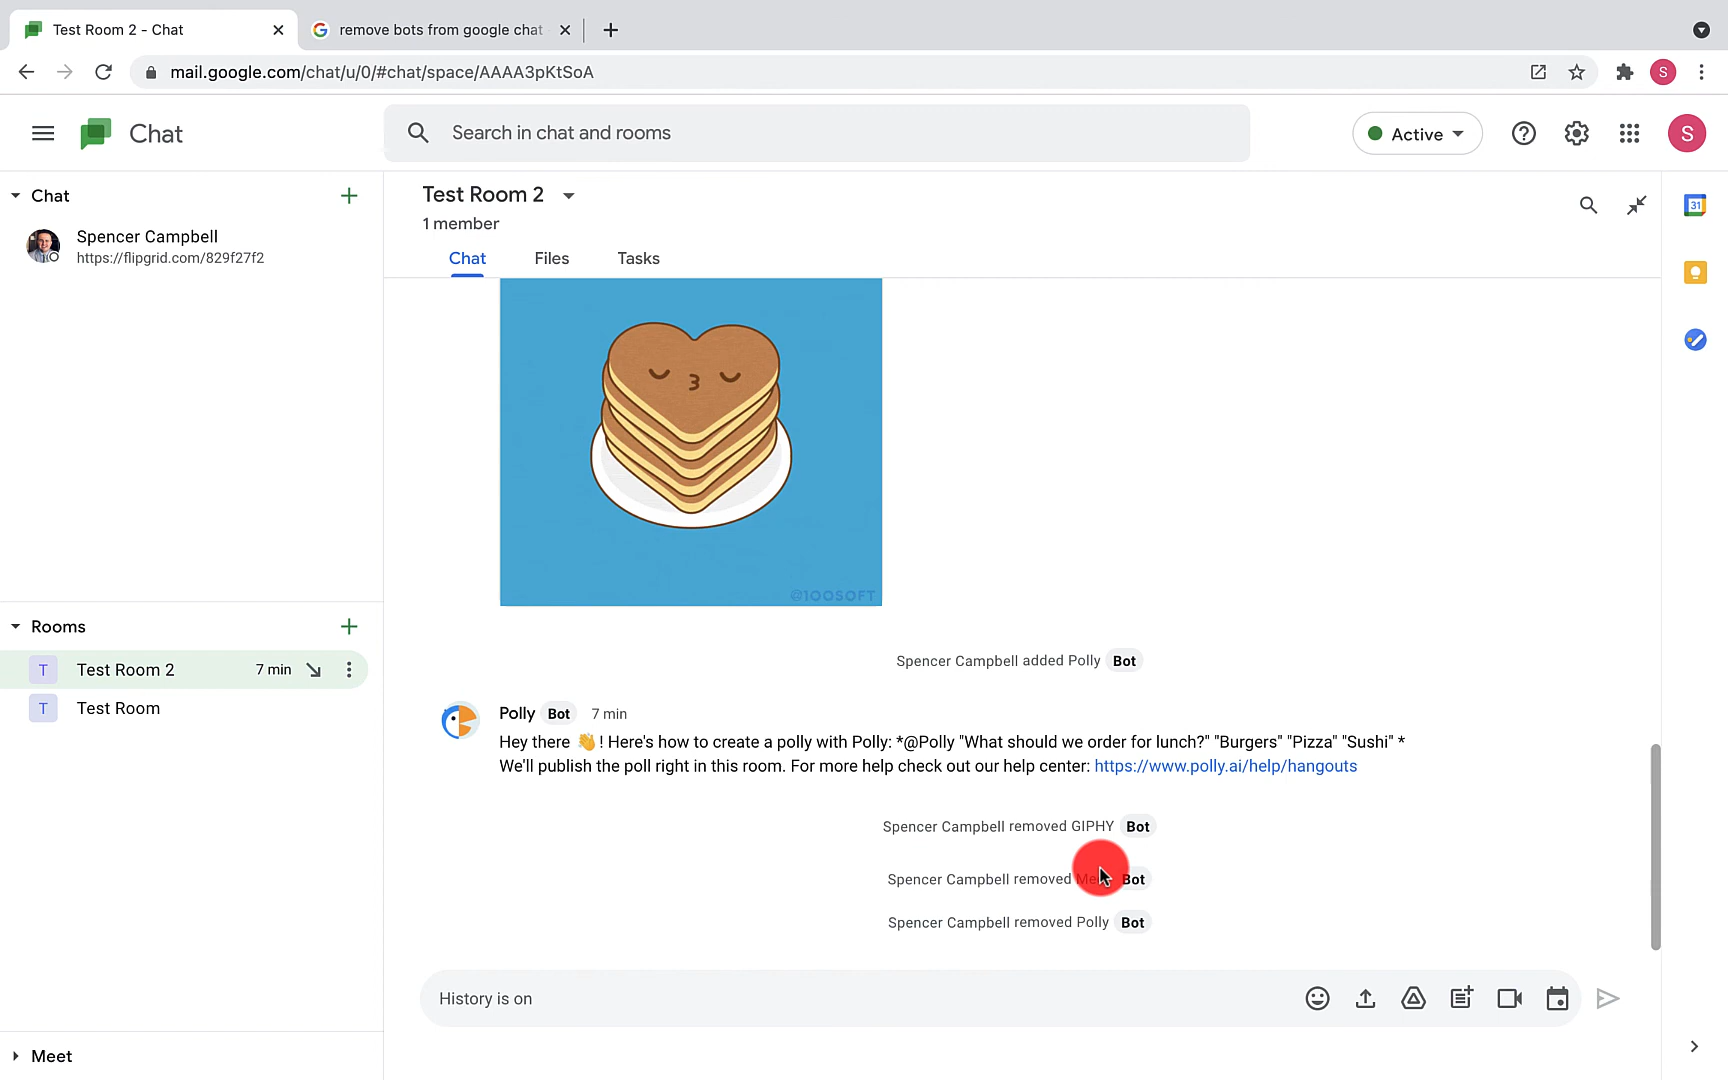 Test Room 2 - Chat
remove bots from google chat
mail.google.com/chat/u/0/#chat/space/AAAA3pKtSoA
S
Chat
Search in chat and rooms
Active
S
Chat
Spencer Campbell
https://flipgrid.com/829f27f2
Rooms
T Test Room 2 7 min
T Test Room
Meet
Test Room 2
1 member
Chat Files Tasks
31
@100SOFT
Spencer Campbell added Polly Bot
Polly Bot 7 min
Hey there 👋 ! Here's how to create a polly with Polly: *@Polly "What should we order for lunch?" "Burgers" "Pizza" "Sushi" *
We'll publish the poll right in this room. For more help check out our help center: https://www.polly.ai/help/hangouts
Spencer Campbell removed GIPHY Bot
Spencer Campbell removed Bot
Spencer Campbell removed Polly Bot
History is on